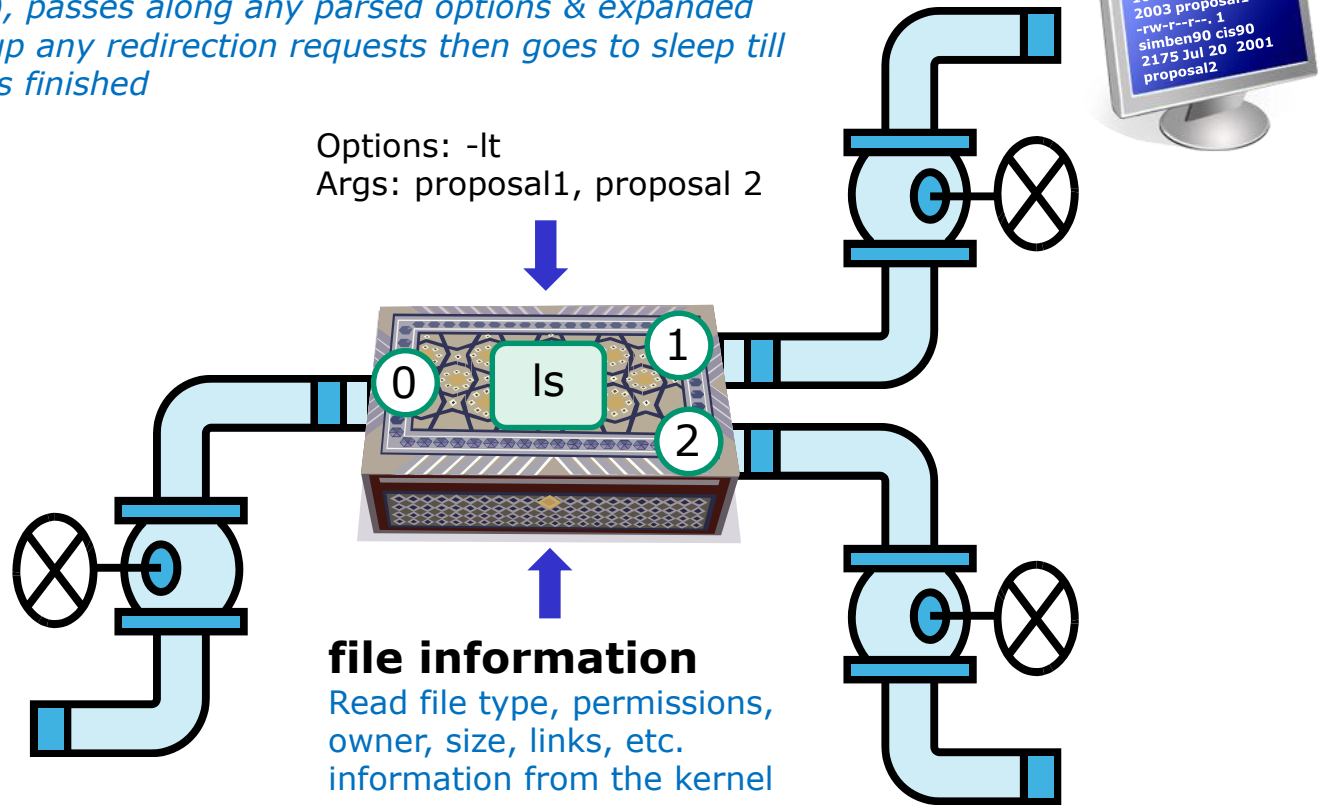 ), passes along any parsed options & expanded
up any redirection requests then goes to sleep till
s finished
2003 proposal1
-rw-r--r--. 1
simben90 cis90
2175 Jul 20 2001
proposal2
Options: -lt
Args: proposal1, proposal 2
0
ls
1
2
file information
Read file type, permissions,
owner, size, links, etc.
information from the kernel